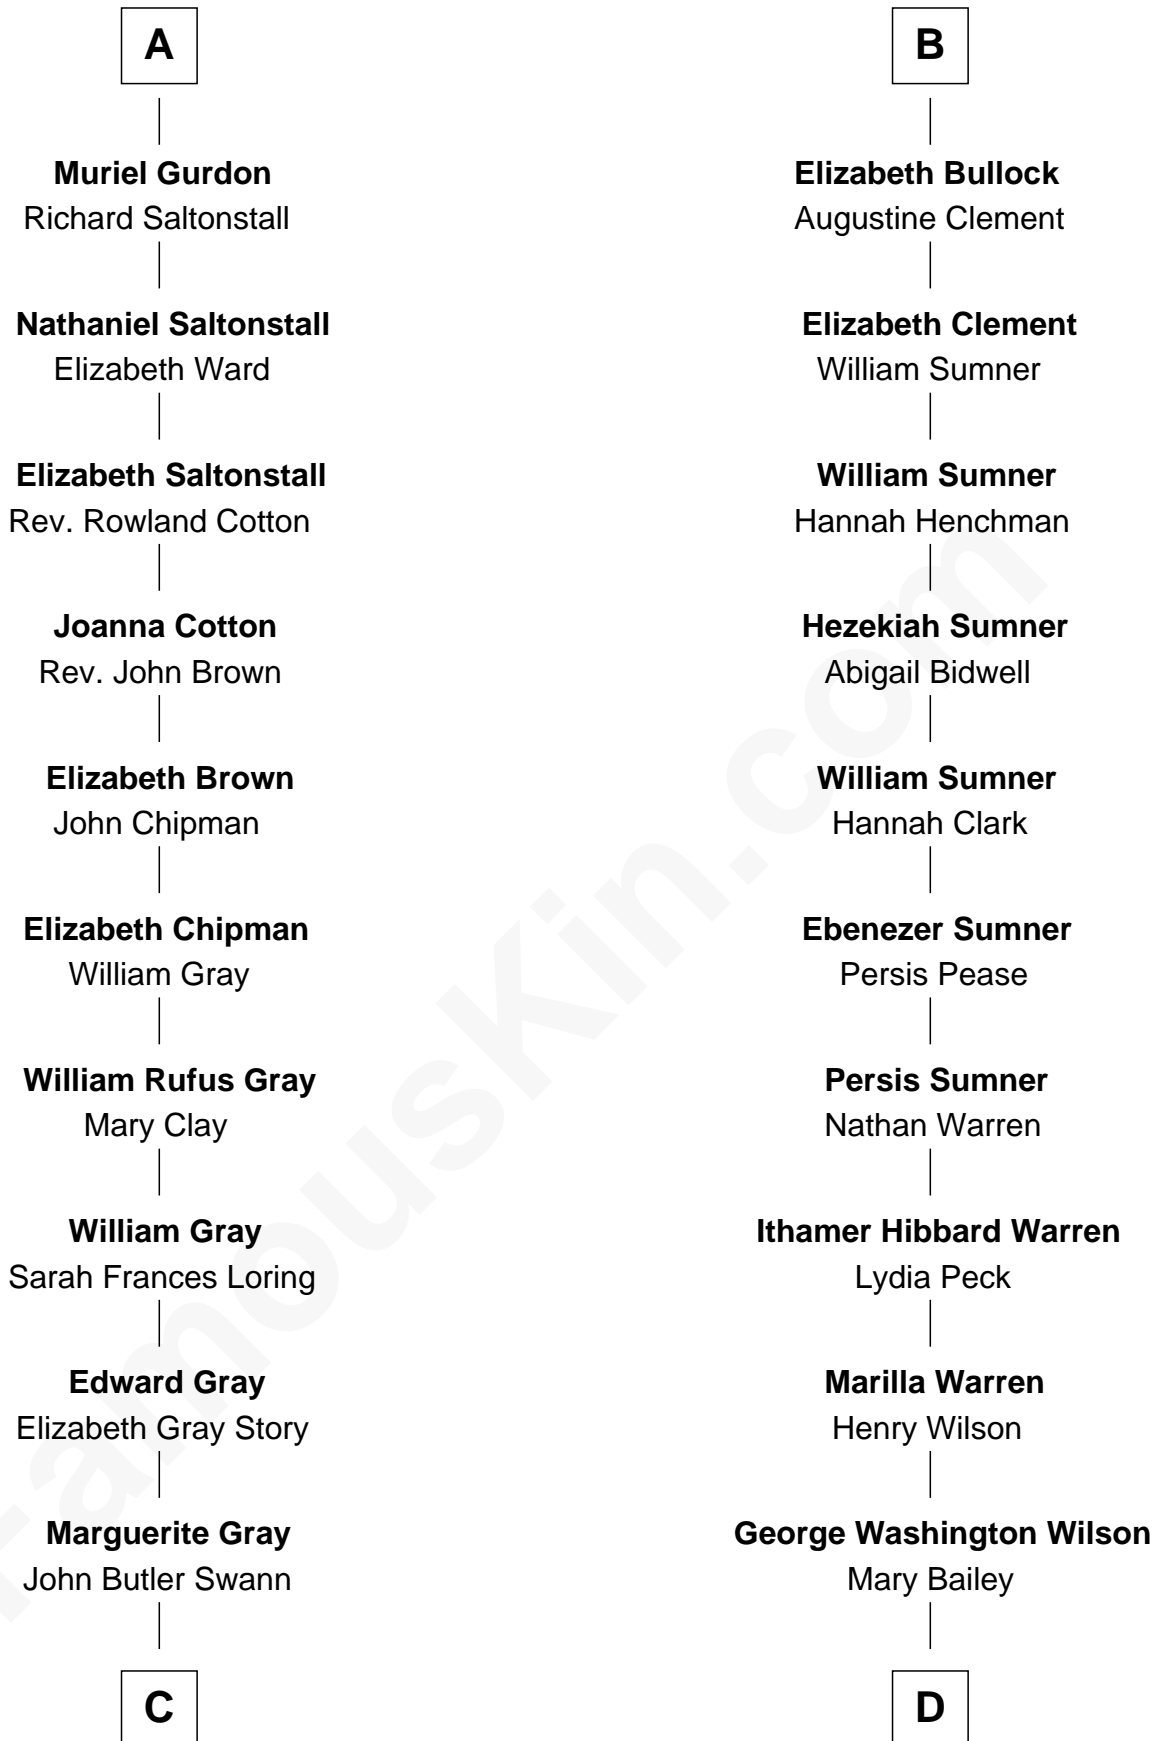 A
Muriel Gurdon
Richard Saltonstall
Nathaniel Saltonstall
Elizabeth Ward
Elizabeth Saltonstall
Rev. Rowland Cotton
Joanna Cotton
Rev. John Brown
Elizabeth Brown
John Chipman
Elizabeth Chipman
William Gray
William Rufus Gray
Mary Clay
William Gray
Sarah Frances Loring
Edward Gray
Elizabeth Gray Story
Marguerite Gray
John Butler Swann
C
B
Elizabeth Bullock
Augustine Clement
Elizabeth Clement
William Sumner
William Sumner
Hannah Henchman
Hezekiah Sumner
Abigail Bidwell
William Sumner
Hannah Clark
Ebenezer Sumner
Persis Pease
Persis Sumner
Nathan Warren
Ithamer Hibbard Warren
Lydia Peck
Marilla Warren
Henry Wilson
George Washington Wilson
Mary Bailey
D
FamousKin.com